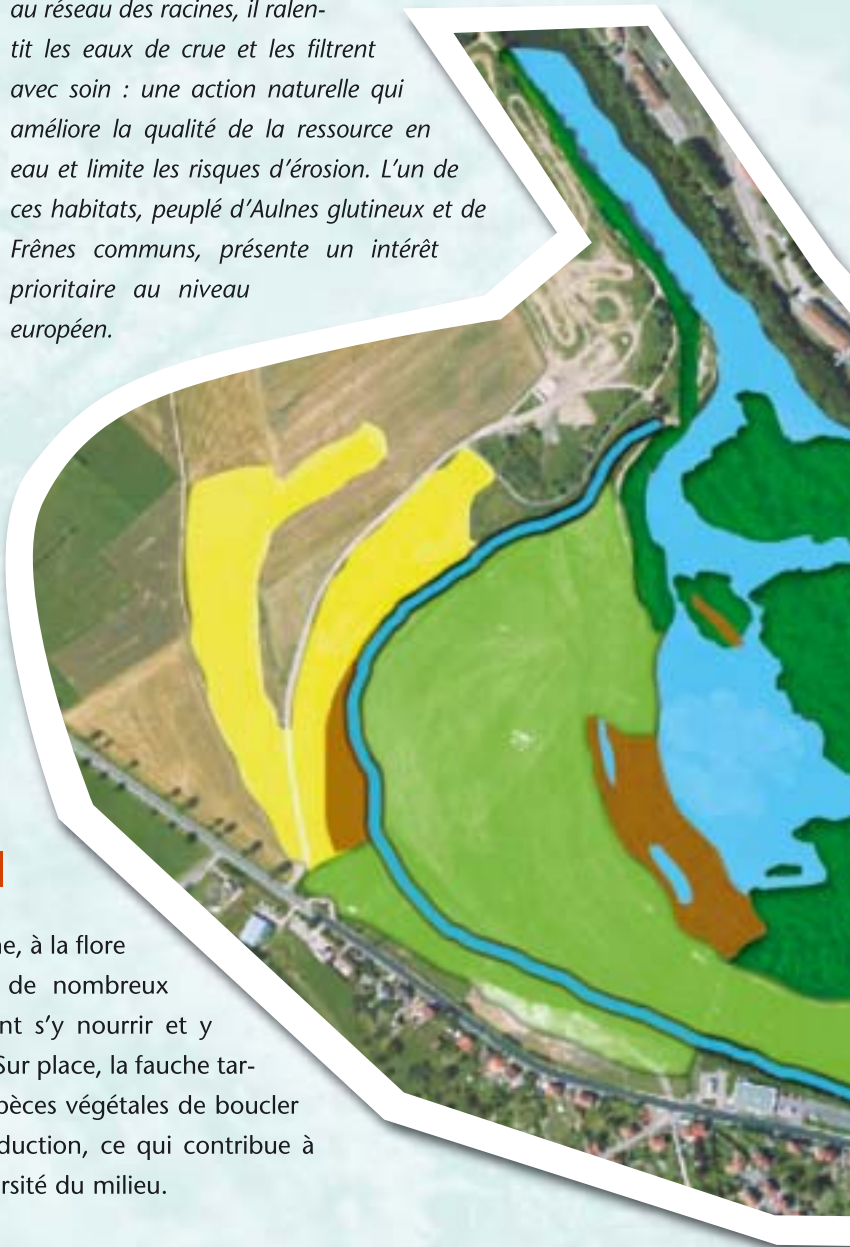 au réseau des racines, il ralen-
tit les eaux de crue et les filtrent
avec soin : une action naturelle qui
améliore la qualité de la ressource en
eau et limite les risques d’érosion. L’un de
ces habitats, peuplé d’Aulnes glutineux et de
Frênes communs, présente un intérêt
prioritaire au niveau
européen.
à la flore
de nombreux
nt s’y nourrir et y
Sur place, la fauche tar-
pèces végétales de boucler
duction, ce qui contribue à
rsité du milieu.